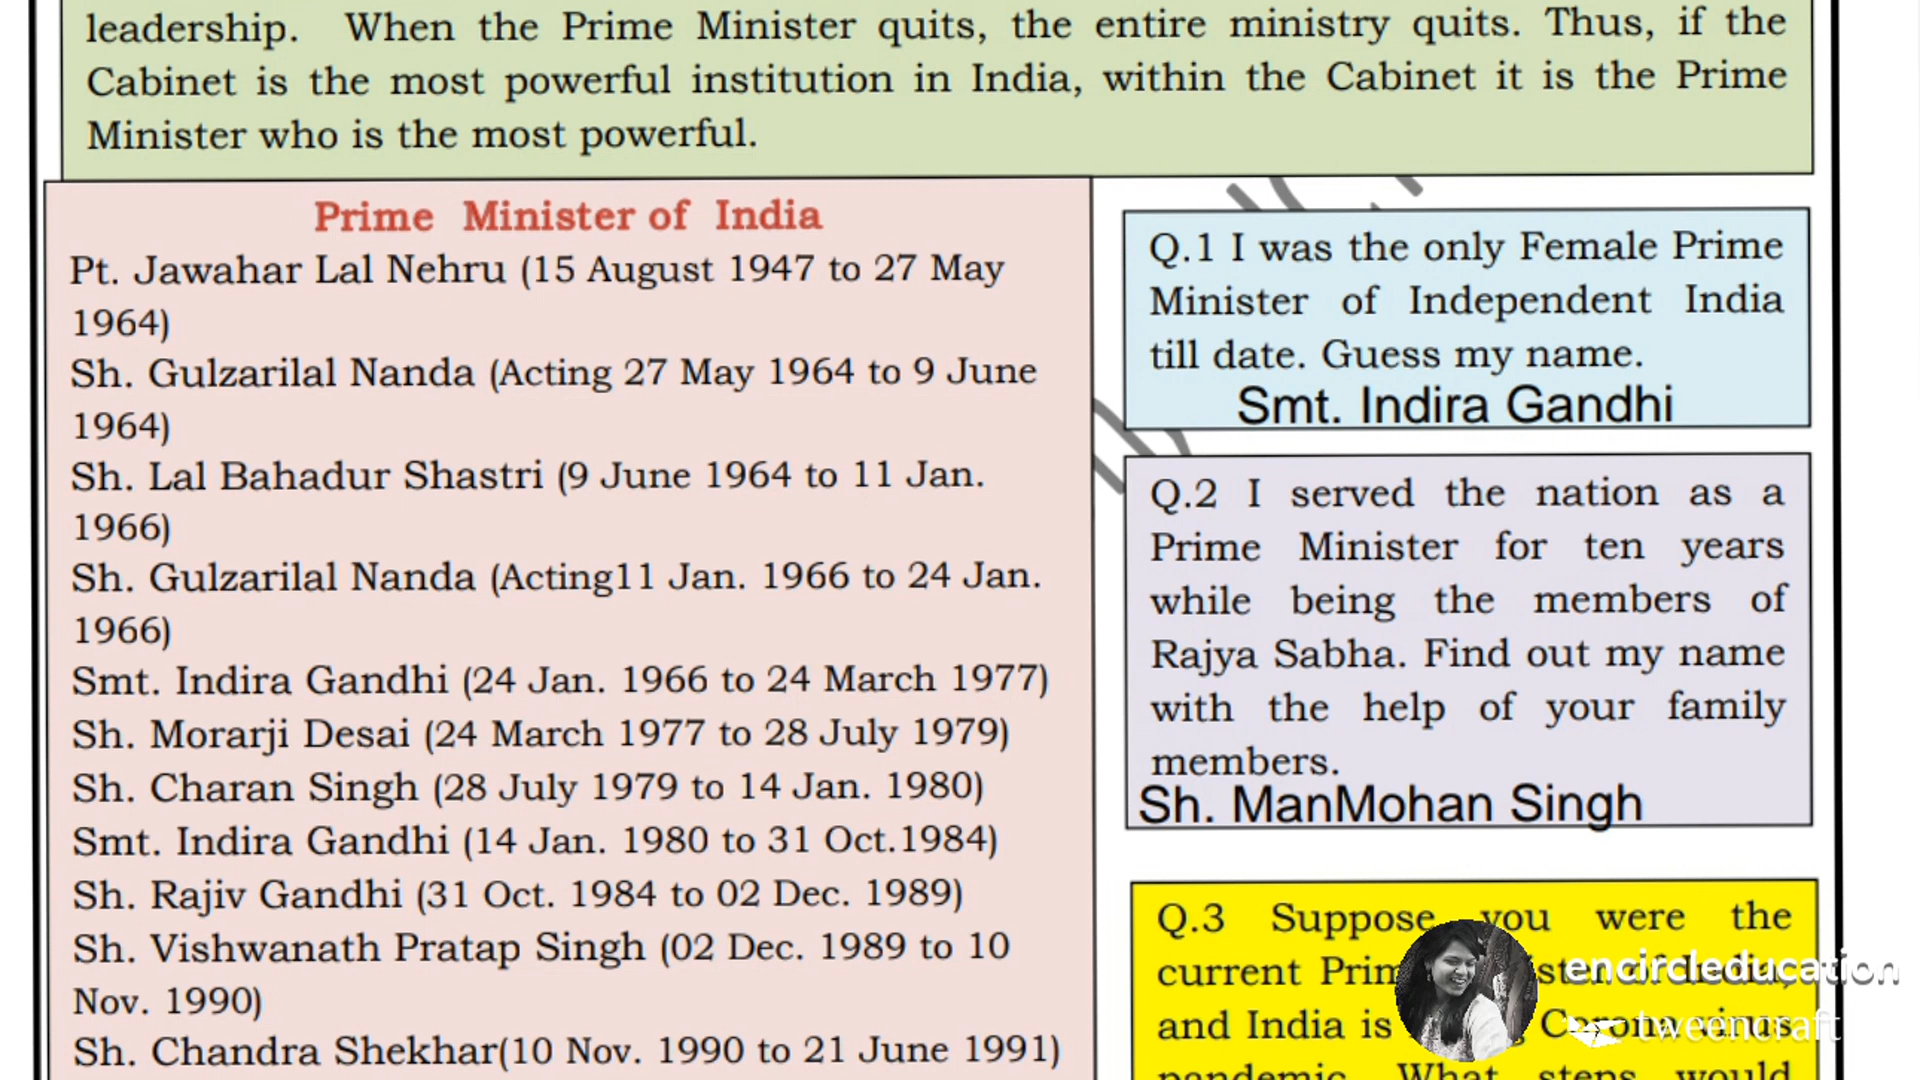 leadership. When the Prime Minister quits, the entire ministry quits. Thus, if the
Cabinet is the most powerful institution in India, within the Cabinet it is the Prime
Minister who is the most powerful.
Prime Minister of India
Pt. Jawahar Lal Nehru (15 August 1947 to 27 May
1964)
Sh. Gulzarilal Nanda (Acting 27 May 1964 to 9 June
1964)
Sh. Lal Bahadur Shastri (9 June 1964 to 11 Jan.
1966)
Sh. Gulzarilal Nanda (Acting11 Jan. 1966 to 24 Jan.
1966)
Smt. Indira Gandhi (24 Jan. 1966 to 24 March 1977)
Sh. Morarji Desai (24 March 1977 to 28 July 1979)
Sh. Charan Singh (28 July 1979 to 14 Jan. 1980)
Smt. Indira Gandhi (14 Jan. 1980 to 31 Oct.1984)
Sh. Rajiv Gandhi (31 Oct. 1984 to 02 Dec. 1989)
Sh. Vishwanath Pratap Singh (02 Dec. 1989 to 10
Nov. 1990)
Sh. Chandra Shekhar(10 Nov. 1990 to 21 June 1991)
Q.1 I was the only Female Prime
Minister of Independent India
till date. Guess my name.
Smt. Indira Gandhi
Q.2 I served the nation as a
Prime Minister for ten years
while being the members of
Rajya Sabha. Find out my name
with the help of your family
members.
Sh. ManMohan Singh
Q.3 Suppose you were the
current of India,
and India is Corona virus
pandemic. What steps would
encircleducation
tweencraft